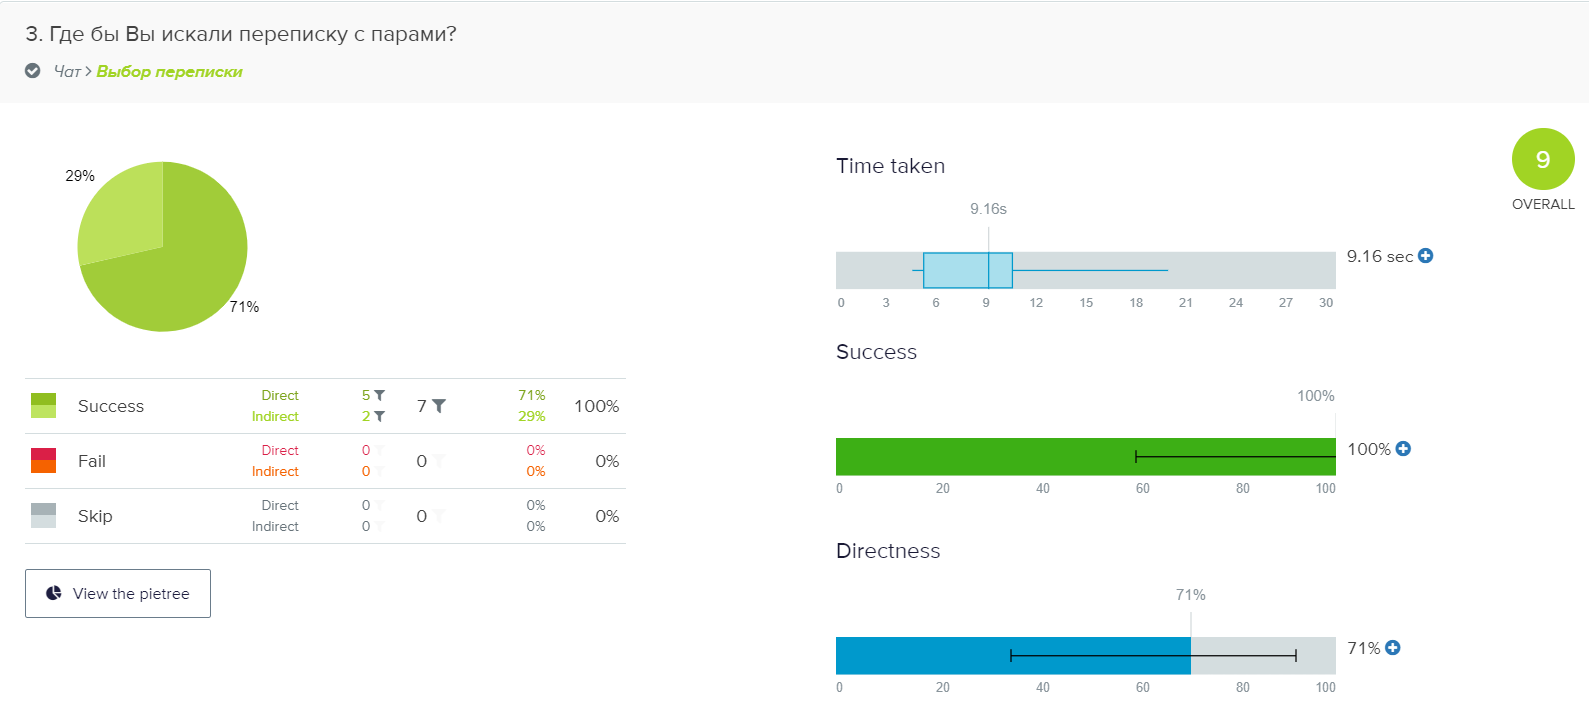 3. Где бы Вы искали переписку с парами?
Чат > Выбор переписки
29%
71%
Success
Direct 5 7 71% 100%
Indirect 2 29%
Fail
Direct 0 0 0% 0%
Indirect 0 0%
Skip
Direct 0 0 0% 0%
Indirect 0 0%
View the pietree
Time taken
9.16s
9.16 sec
0 3 6 9 12 15 18 21 24 27 30
Success
100%
100%
0 20 40 60 80 100
Directness
71%
71%
0 20 40 60 80 100
9
OVERALL